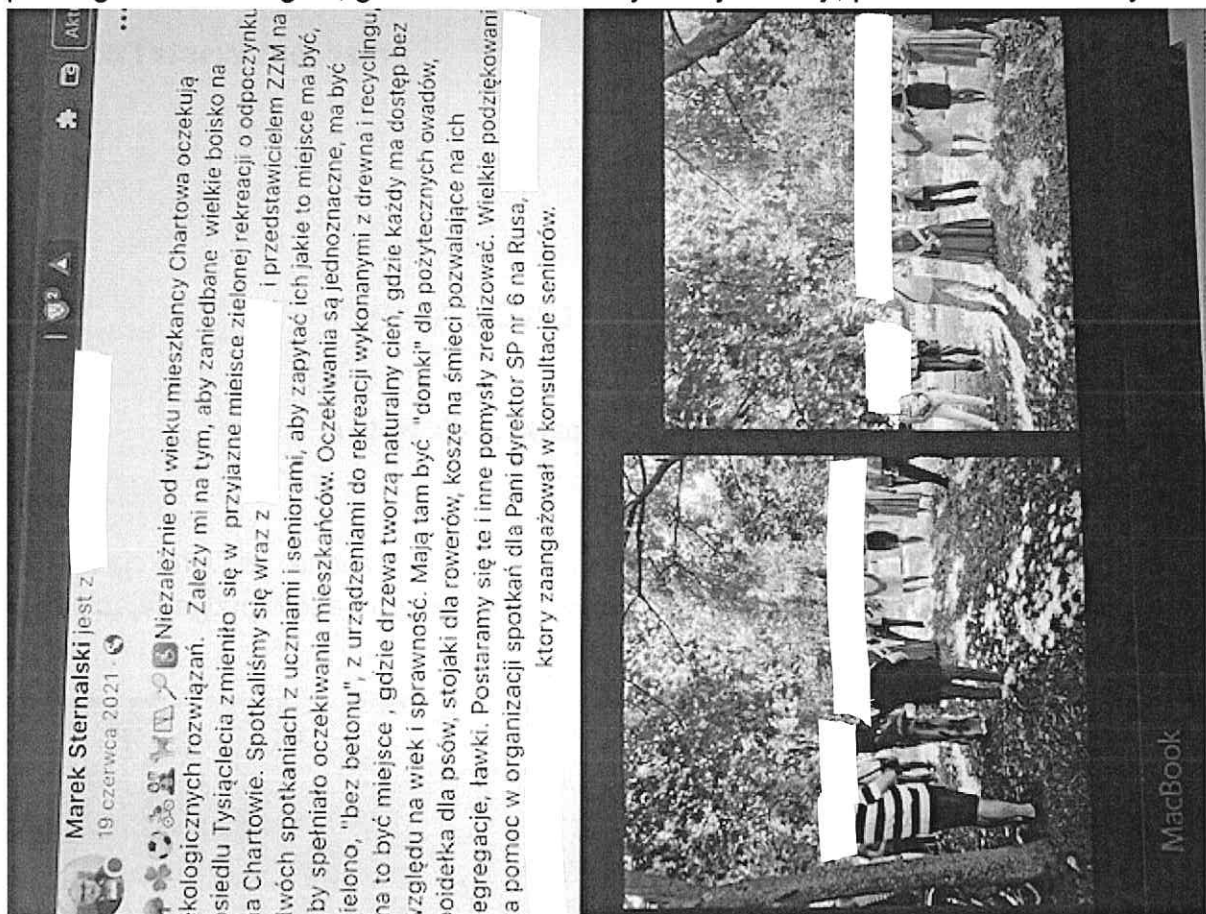 Akt
Marek Sternalski jest z
19 czerwca 2021
Niezależnie od wieku mieszkancy Chartowa oczekują
kologicznych rozwiązań. Zależy mi na tym, aby zaniedbane wielkie boisko na
siedlu Tysiąclecia zmieniło się w przyjazne miejsce zielonej rekreacji o odpoczynku
a Chartowie. Spotkaliśmy się wraz z i przedstawicielem ZZM na
wóch spotkaniach z uczniami i seniorami, aby zapytać ich jakie to miejsce ma być,
by spełniało oczekiwania mieszkańców. Oczekiwania są jednoznaczne, ma być
ielono, "bez betonu", z urządzeniami do rekreacji wykonanymi z drewna i recyclingu,
na to być miejsce , gdzie drzewa tworzą naturalny cień, gdzie każdy ma dostęp bez
względu na wiek i sprawność. Mają tam być "domki" dla pożytecznych owadów,
oidełka dla psów, stojaki dla rowerów, kosze na śmieci pozwalające na ich
egregacje, ławki. Postaramy się te i inne pomysły zrealizować. Wielkie podziękowani
a pomoc w organizacji spotkań dla Pani dyrektor SP nr 6 na Rusa,
ktory zaangażował w konsultacje seniorów.
MacBook